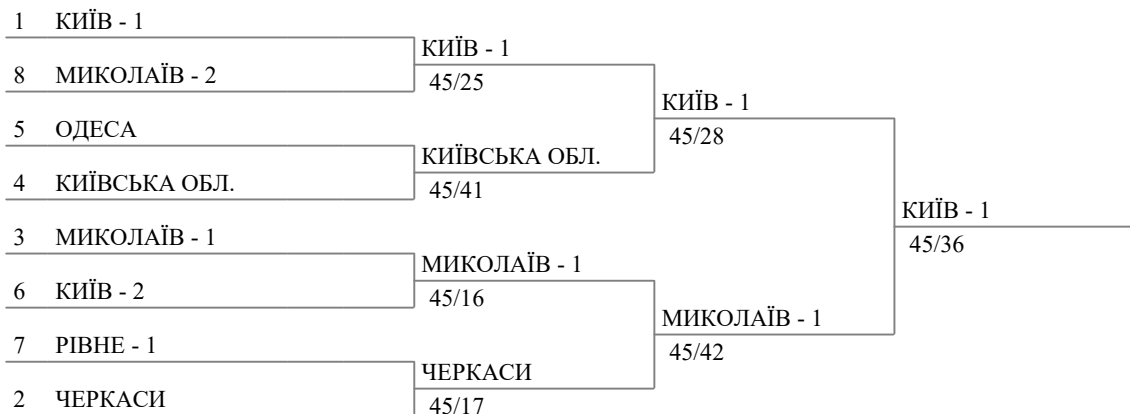 1 КИЇВ - 1
КИЇВ - 1
8 МИКОЛАЇВ - 2
45/25
КИЇВ - 1
5 ОДЕСА
45/28
КИЇВСЬКА ОБЛ.
4 КИЇВСЬКА ОБЛ.
45/41
КИЇВ - 1
3 МИКОЛАЇВ - 1
45/36
МИКОЛАЇВ - 1
6 КИЇВ - 2
45/16
МИКОЛАЇВ - 1
7 РІВНЕ - 1
45/42
ЧЕРКАСИ
2 ЧЕРКАСИ
45/17